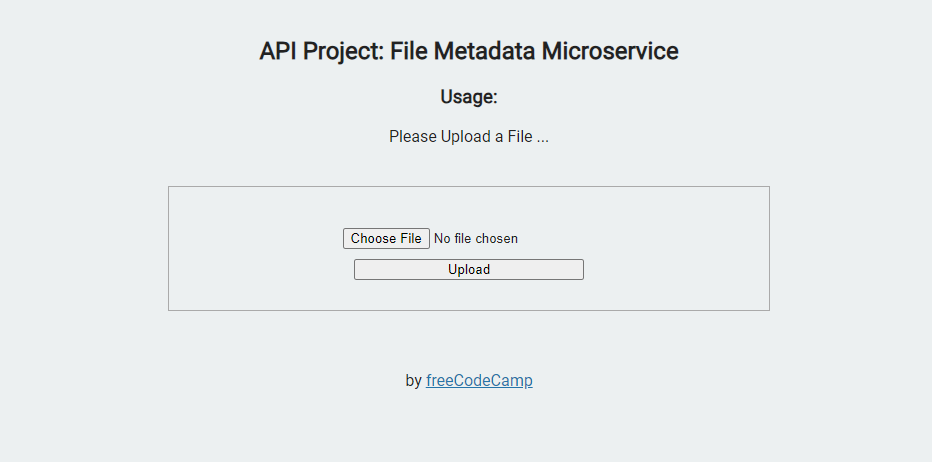 API Project: File Metadata Microservice
Usage:
Please Upload a File ...
Choose File No file chosen
Upload
by freeCodeCamp